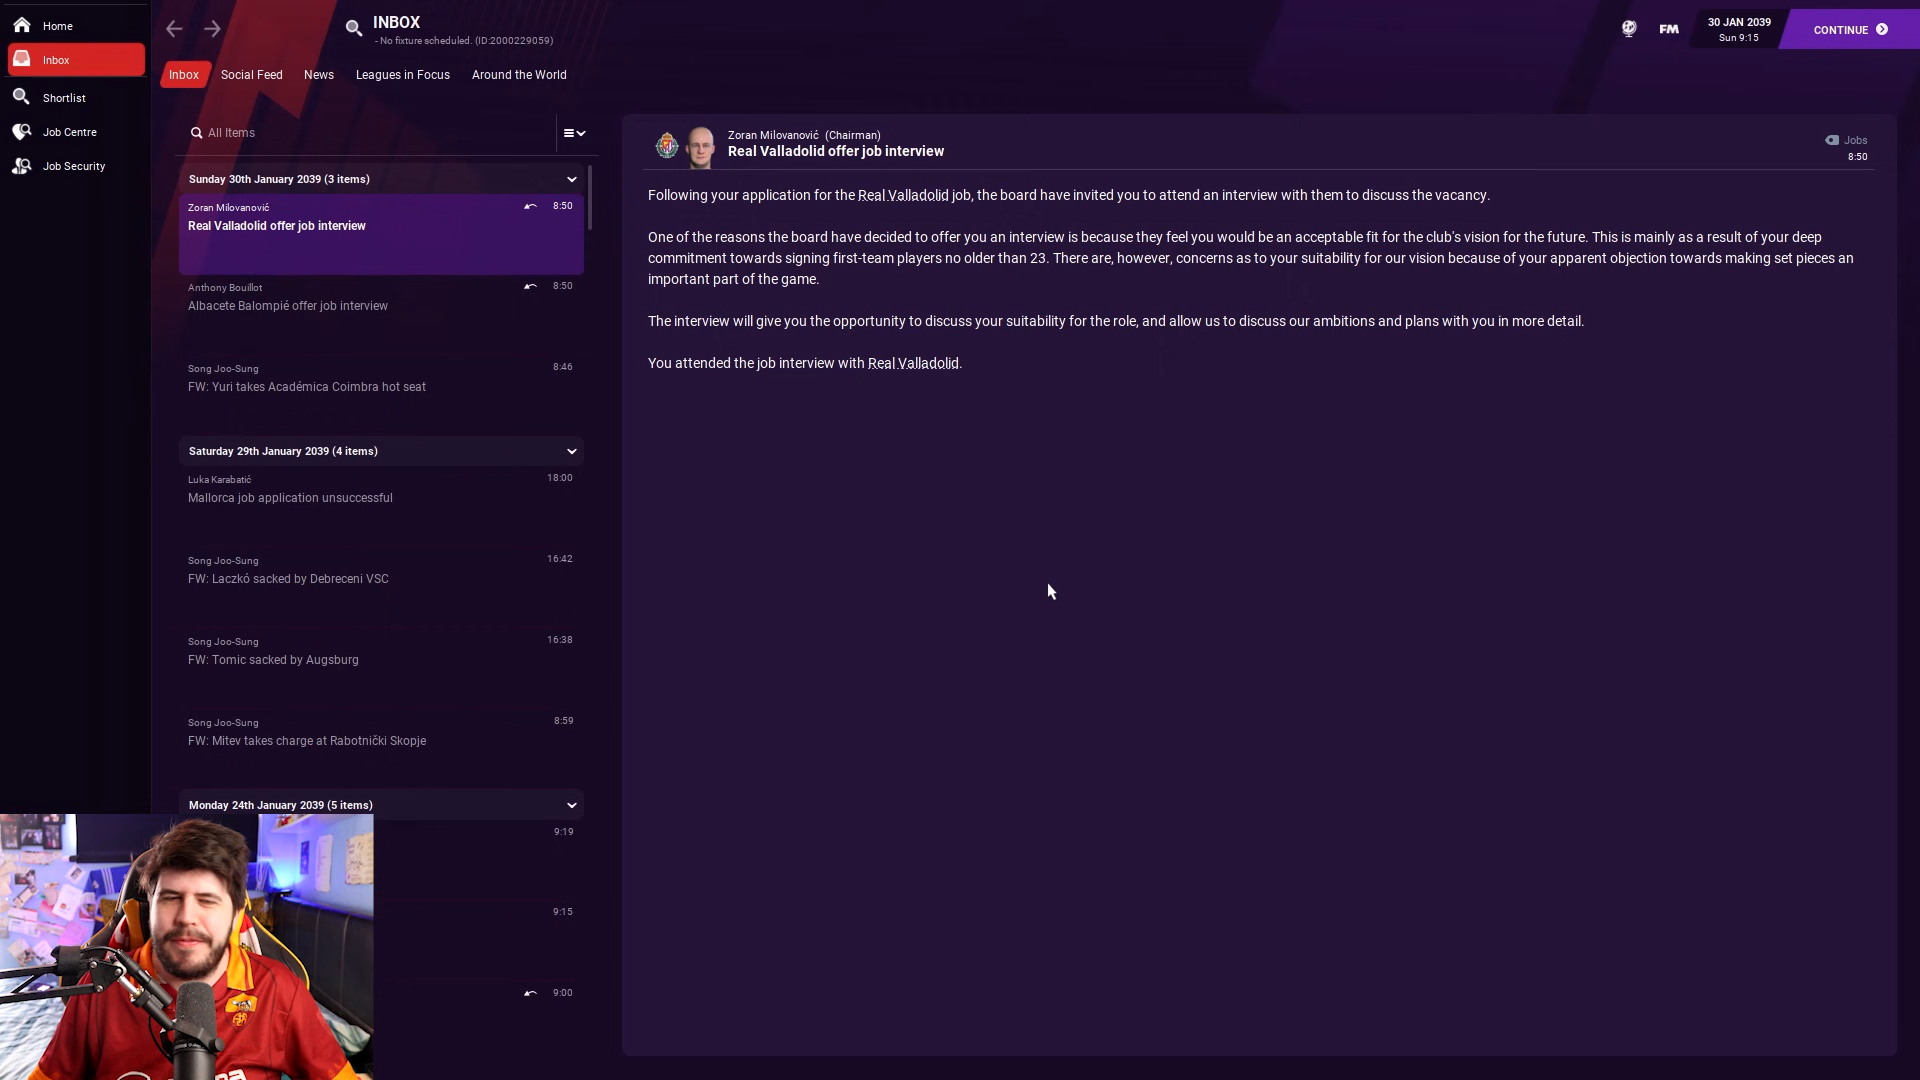 Home
Inbox
Shortlist
Job Centre
Job Security
INBOX
- No fixture scheduled. (ID:2000229059)
FM
30 JAN 2039
Sun 9:15
CONTINUE
Inbox
Social Feed
News
Leagues in Focus
Around the World
All Items
Sunday 30th January 2039 (3 items)
Zoran Milovanović
8:50
Real Valladolid offer job interview
Anthony Bouillot
8:50
Albacete Balompié offer job interview
Song Joo-Sung
8:46
FW: Yuri takes Académica Coimbra hot seat
Saturday 29th January 2039 (4 items)
Luka Karabatić
18:00
Mallorca job application unsuccessful
Song Joo-Sung
16:42
FW: Laczkó sacked by Debreceni VSC
Song Joo-Sung
16:38
FW: Tomic sacked by Augsburg
Song Joo-Sung
8:59
FW: Mitev takes charge at Rabotnički Skopje
Monday 24th January 2039 (5 items)
9:19
9:15
9:00
Zoran Milovanović (Chairman)
Real Valladolid offer job interview
Jobs
8:50
Following your application for the Real Valladolid job, the board have invited you to attend an interview with them to discuss the vacancy.
One of the reasons the board have decided to offer you an interview is because they feel you would be an acceptable fit for the club's vision for the future. This is mainly as a result of your deep
commitment towards signing first-team players no older than 23. There are, however, concerns as to your suitability for our vision because of your apparent objection towards making set pieces an
important part of the game.
The interview will give you the opportunity to discuss your suitability for the role, and allow us to discuss our ambitions and plans with you in more detail.
You attended the job interview with Real Valladolid.